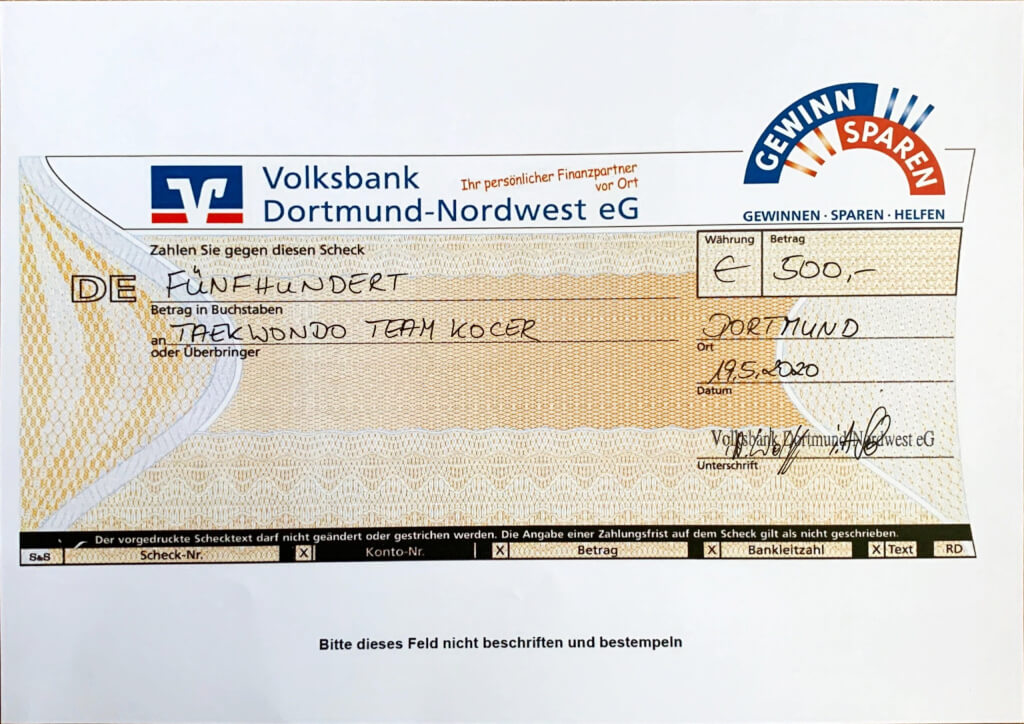 GEWINN
SPAREN
GEWINNEN · SPAREN · HELFEN
Volksbank
Dortmund-Nordwest eG
Ihr persönlicher Finanzpartner
vor Ort
Zahlen Sie gegen diesen Scheck
Währung
Betrag
€
500,-
DE
FÜNFHUNDERT
Betrag in Buchstaben
an TAEKWONDO TEAM KOCER
oder Überbringer
DORTMUND
Ort
19.5.2020
Datum
Volksbank Dortmund-Nordwest eG
Unterschrift
Der vorgedruckte Schecktext darf nicht geändert oder gestrichen werden. Die Angabe einer Zahlungsfrist auf dem Scheck gilt als nicht geschrieben.
S&S Scheck-Nr. X Konto-Nr. X Betrag X Bankleitzahl X Text RD
Bitte dieses Feld nicht beschriften und bestempeln